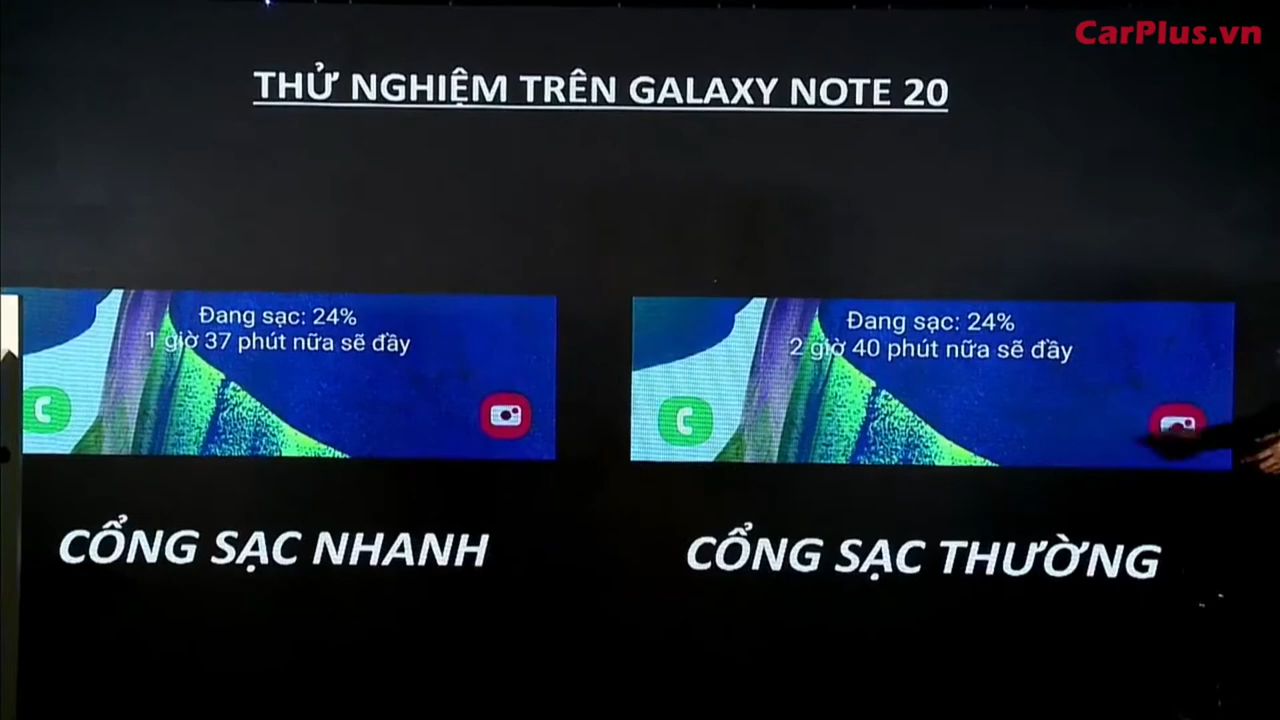 CarPlus.vn
THỬ NGHIỆM TRÊN GALAXY NOTE 20
Đang sạc: 24%
1 giờ 37 phút nữa sẽ đầy
CỔNG SẠC NHANH
Đang sạc: 24%
2 giờ 40 phút nữa sẽ đầy
CỔNG SẠC THƯỜNG